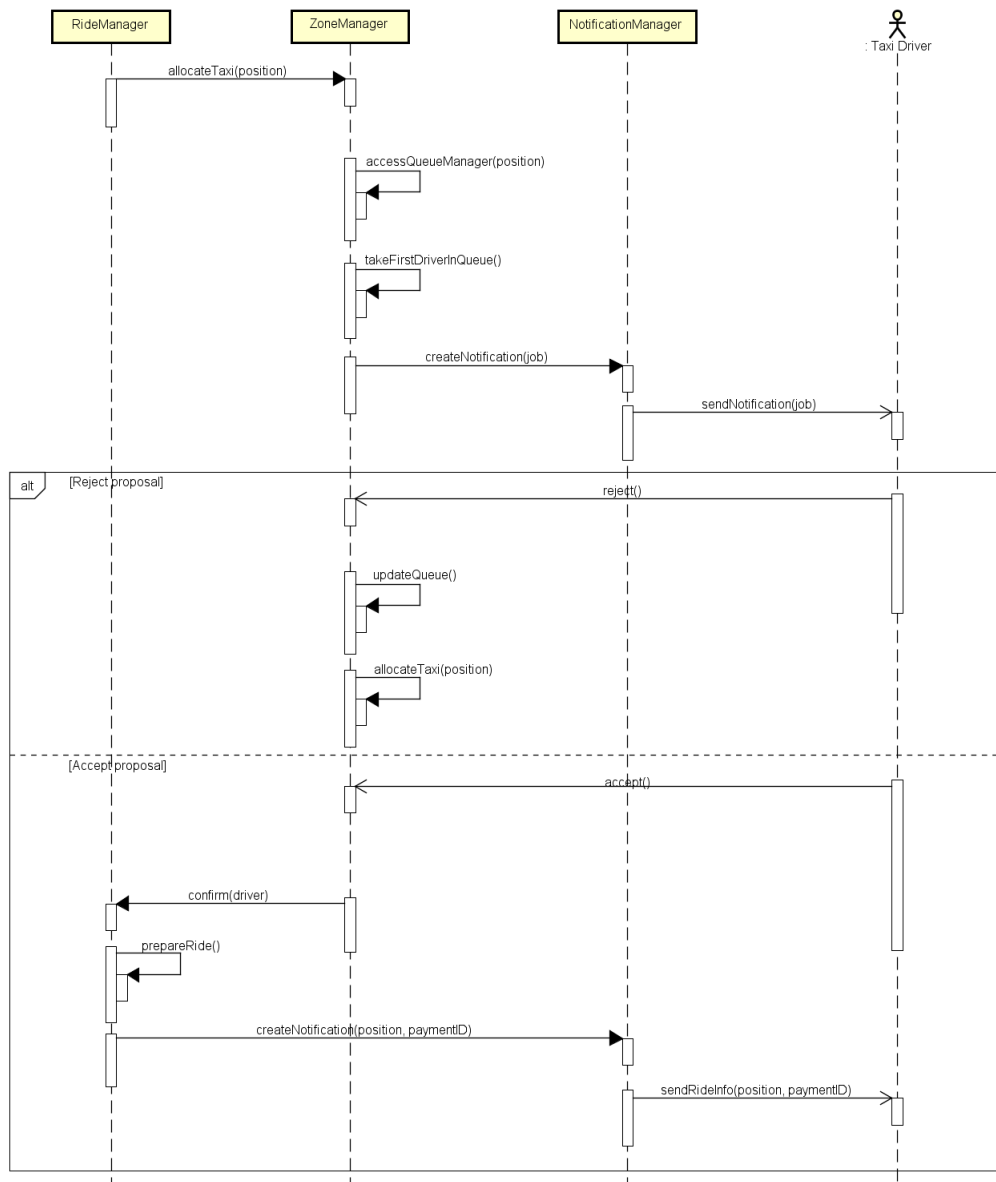 RideManager
ZoneManager
NotificationManager
: Taxi Driver
allocateTaxi(position)
accessQueueManager(position)
takeFirstDriverInQueue()
createNotification(job)
sendNotification(job)
alt
[Reject proposal]
reject()
updateQueue()
allocateTaxi(position)
[Accept proposal]
accept()
confirm(driver)
prepareRide()
createNotification(position, paymentID)
sendRideInfo(position, paymentID)